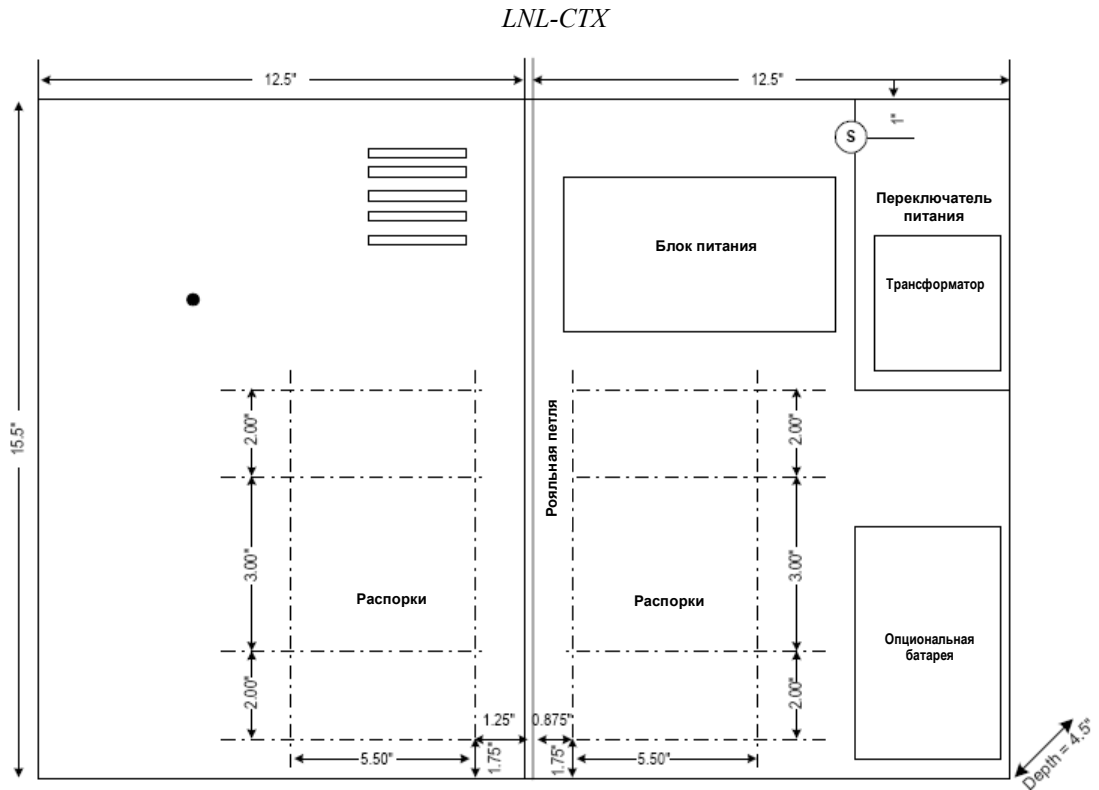 LNL-CTX
12.5"
12.5"
1"
S
Переключатель
питания
Блок питания
Трансформатор
15.5"
2.00"
Рояльная петля
2.00"
3.00"
3.00"
Распорки
Распорки
Опциональная
батарея
2.00"
2.00"
1.25"
0.875"
5.50"
1.75"
1.75"
5.50"
Depth = 4.5"